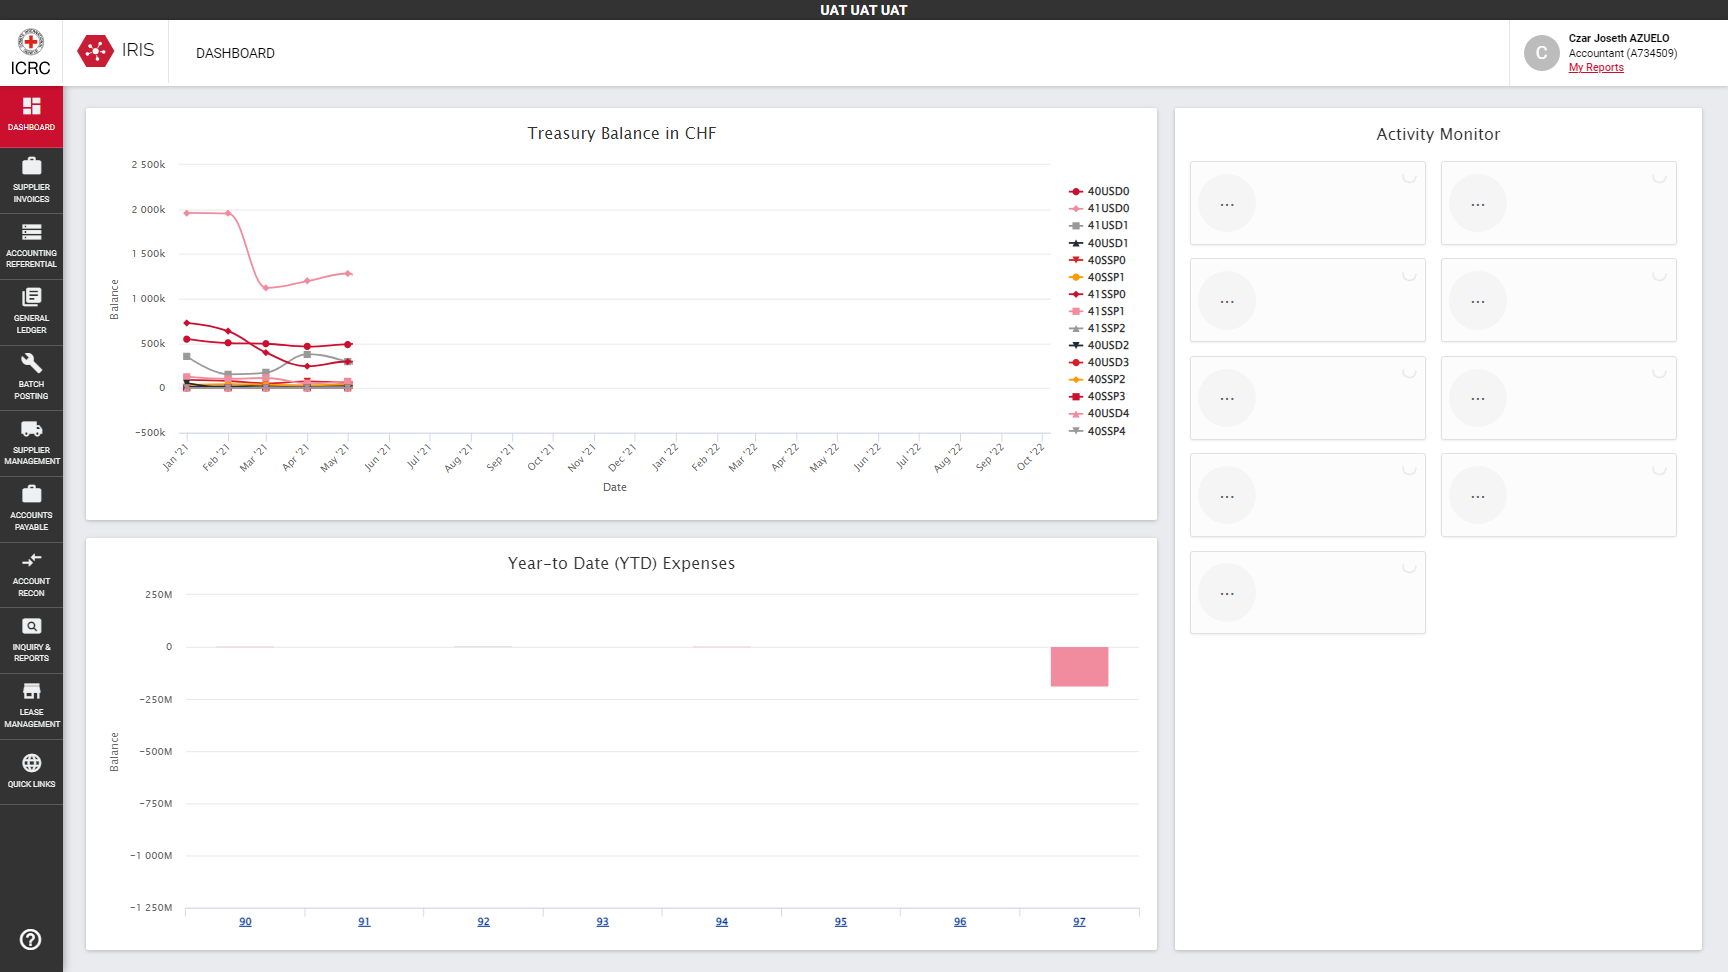 UAT UAT UAT
ICRC
IRIS
DASHBOARD
C
Czar Joseth AZUELO
Accountant (A734509)
My Reports
DASHBOARD
SUPPLIER
INVOICES
ACCOUNTING
REFERENTIAL
GENERAL
LEDGER
BATCH
POSTING
SUPPLIER
MANAGEMENT
ACCOUNTS
PAYABLE
ACCOUNT
RECON
INQUIRY &
REPORTS
LEASE
MANAGEMENT
QUICK LINKS
Treasury Balance in CHF
Balance
2 500k
2 000k
1 500k
1 000k
500k
0
-500k
Jan '21
Feb '21
Mar '21
Apr '21
May '21
Jun '21
Jul '21
Aug '21
Sep '21
Oct '21
Nov '21
Dec '21
Jan '22
Feb '22
Mar '22
Apr '22
May '22
Jun '22
Jul '22
Aug '22
Sep '22
Oct '22
Date
40USD0
41USD0
41USD1
40USD1
40SSP0
40SSP1
41SSP0
41SSP1
41SSP2
40USD2
40USD3
40SSP2
40SSP3
40USD4
40SSP4
Year-to Date (YTD) Expenses
Balance
250M
0
-250M
-500M
-750M
-1 000M
-1 250M
90
91
92
93
94
95
96
97
Activity Monitor
...
...
...
...
...
...
...
...
...